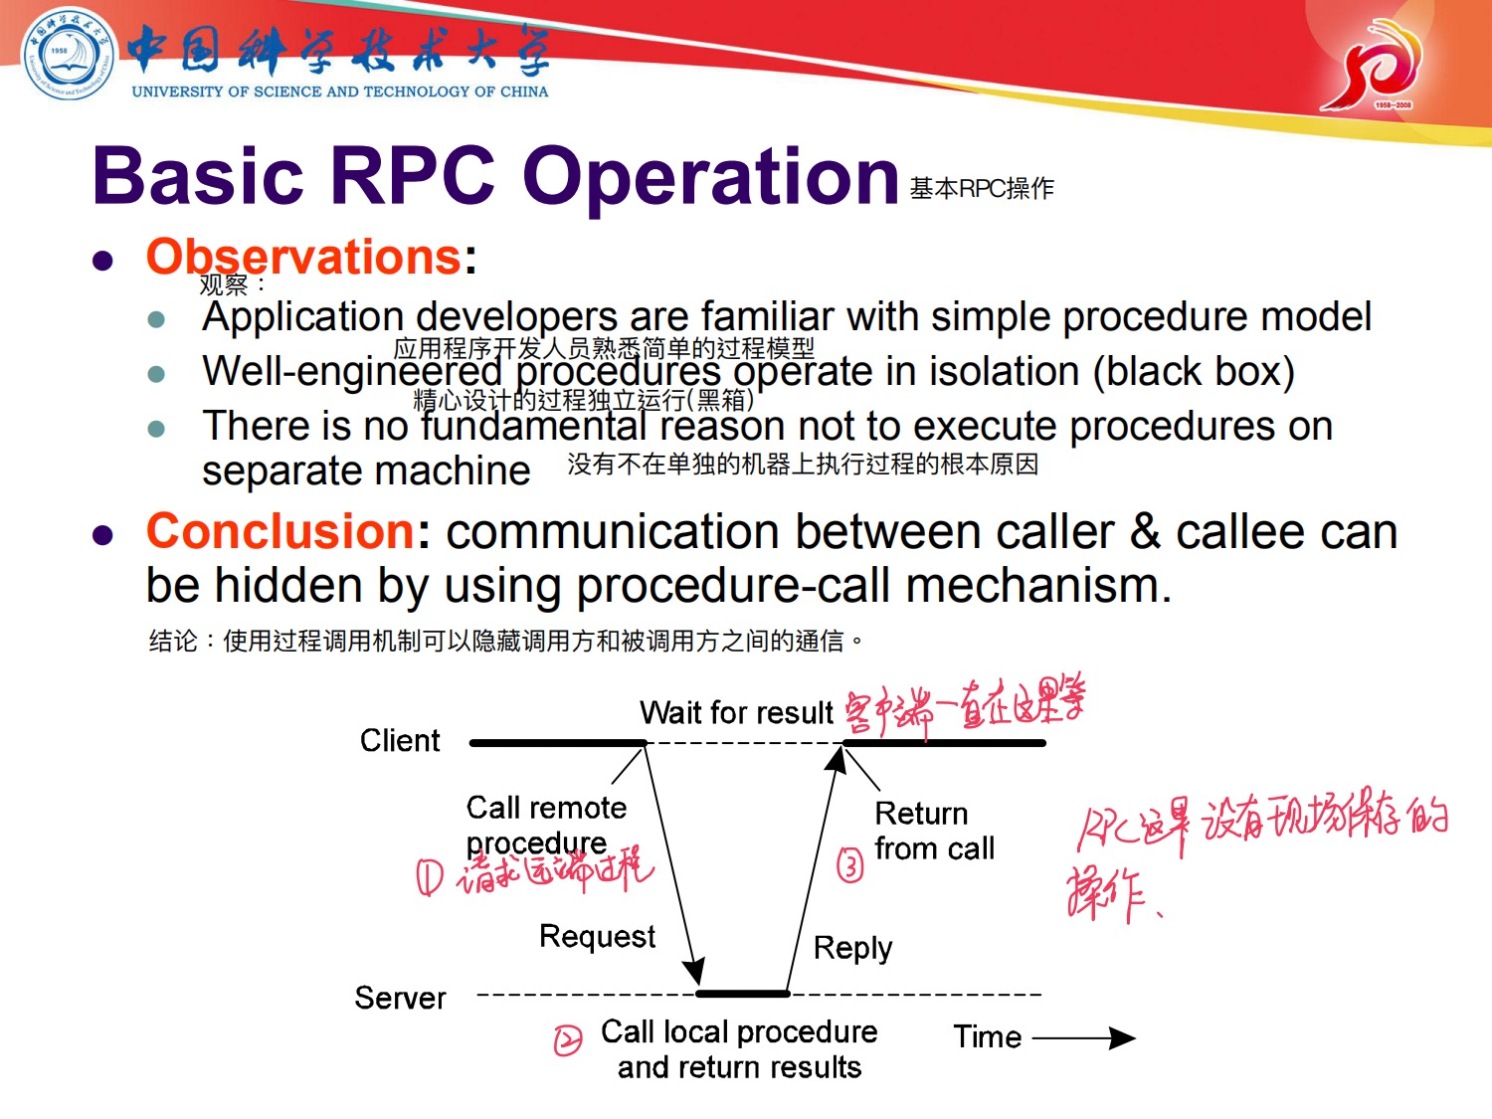 中国科学技术大学
UNIVERSITY OF SCIENCE AND TECHNOLOGY OF CHINA
1958
1958-2008
Basic RPC Operation 基本RPC操作
Observations:
观察：
Application developers are familiar with simple procedure model
应用程序开发人员熟悉简单的过程模型
Well-engineered procedures operate in isolation (black box)
精心设计的过程独立运行(黑箱)
There is no fundamental reason not to execute procedures on
separate machine 没有不在单独的机器上执行过程的根本原因
Conclusion: communication between caller & callee can
be hidden by using procedure-call mechanism.
结论：使用过程调用机制可以隐藏调用方和被调用方之间的通信。
Wait for result 客户端一直在这里等
Client
Call remote
procedure
① 请求远端过程
Return
from call
③
RPC这里没有现场保存的
操作、
Request
Reply
Server
② Call local procedure
and return results
Time